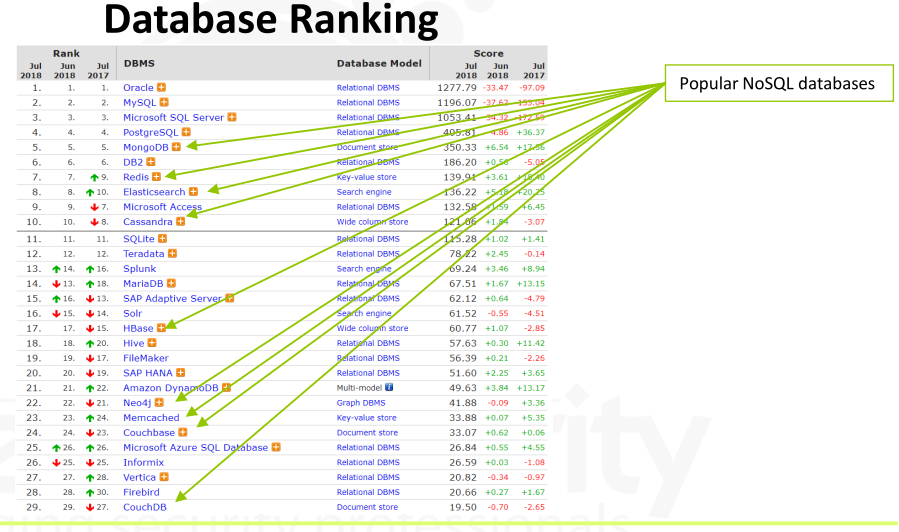 Database Ranking
Rank Score
Jul 2018 Jun 2018 Jul 2017 DBMS Database Model Jul 2018 Jun 2018 Jul 2017
1. 1. 1. Oracle Relational DBMS 1277.79 -33.47 -97.09
2. 2. 2. MySQL Relational DBMS 1196.07 -37.62 -153.04
3. 3. 3. Microsoft SQL Server Relational DBMS 1053.41 -34.32 -172.59
4. 4. 4. PostgreSQL Relational DBMS 405.81 -4.86 +36.37
5. 5. 5. MongoDB Document store 350.33 +6.54 +17.56
6. 6. 6. DB2 Relational DBMS 186.20 +0.56 -5.05
7. 7. 9. Redis Key-value store 139.91 +3.61 +18.40
8. 8. 10. Elasticsearch Search engine 136.22 +5.18 +20.25
9. 9. 7. Microsoft Access Relational DBMS 132.58 +1.59 +6.45
10. 10. 8. Cassandra Wide column store 121.06 +1.84 -3.07
11. 11. 11. SQLite Relational DBMS 115.28 +1.02 +1.41
12. 12. 12. Teradata Relational DBMS 78.22 +2.45 -0.14
13. 14. 16. Splunk Search engine 69.24 +3.46 +8.94
14. 13. 18. MariaDB Relational DBMS 67.51 +1.67 +13.15
15. 16. 13. SAP Adaptive Server Relational DBMS 62.12 +0.64 -4.79
16. 15. 14. Solr Search engine 61.52 -0.55 -4.51
17. 17. 15. HBase Wide column store 60.77 +1.07 -2.85
18. 18. 20. Hive Relational DBMS 57.63 +0.30 +11.42
19. 19. 17. FileMaker Relational DBMS 56.39 +0.21 -2.26
20. 20. 19. SAP HANA Relational DBMS 51.60 +2.25 +3.65
21. 21. 22. Amazon DynamoDB Multi-model i 49.63 +3.84 +13.17
22. 22. 21. Neo4j Graph DBMS 41.88 -0.09 +3.36
23. 23. 24. Memcached Key-value store 33.88 +0.07 +5.35
24. 24. 23. Couchbase Document store 33.07 +0.62 +0.06
25. 26. 26. Microsoft Azure SQL Database Relational DBMS 26.84 +0.55 +4.55
26. 25. 25. Informix Relational DBMS 26.59 +0.03 -1.08
27. 27. 28. Vertica Relational DBMS 20.82 -0.34 -0.97
28. 28. 30. Firebird Relational DBMS 20.66 +0.27 +1.67
29. 29. 27. CouchDB Document store 19.50 -0.70 -2.65
Popular NoSQL databases